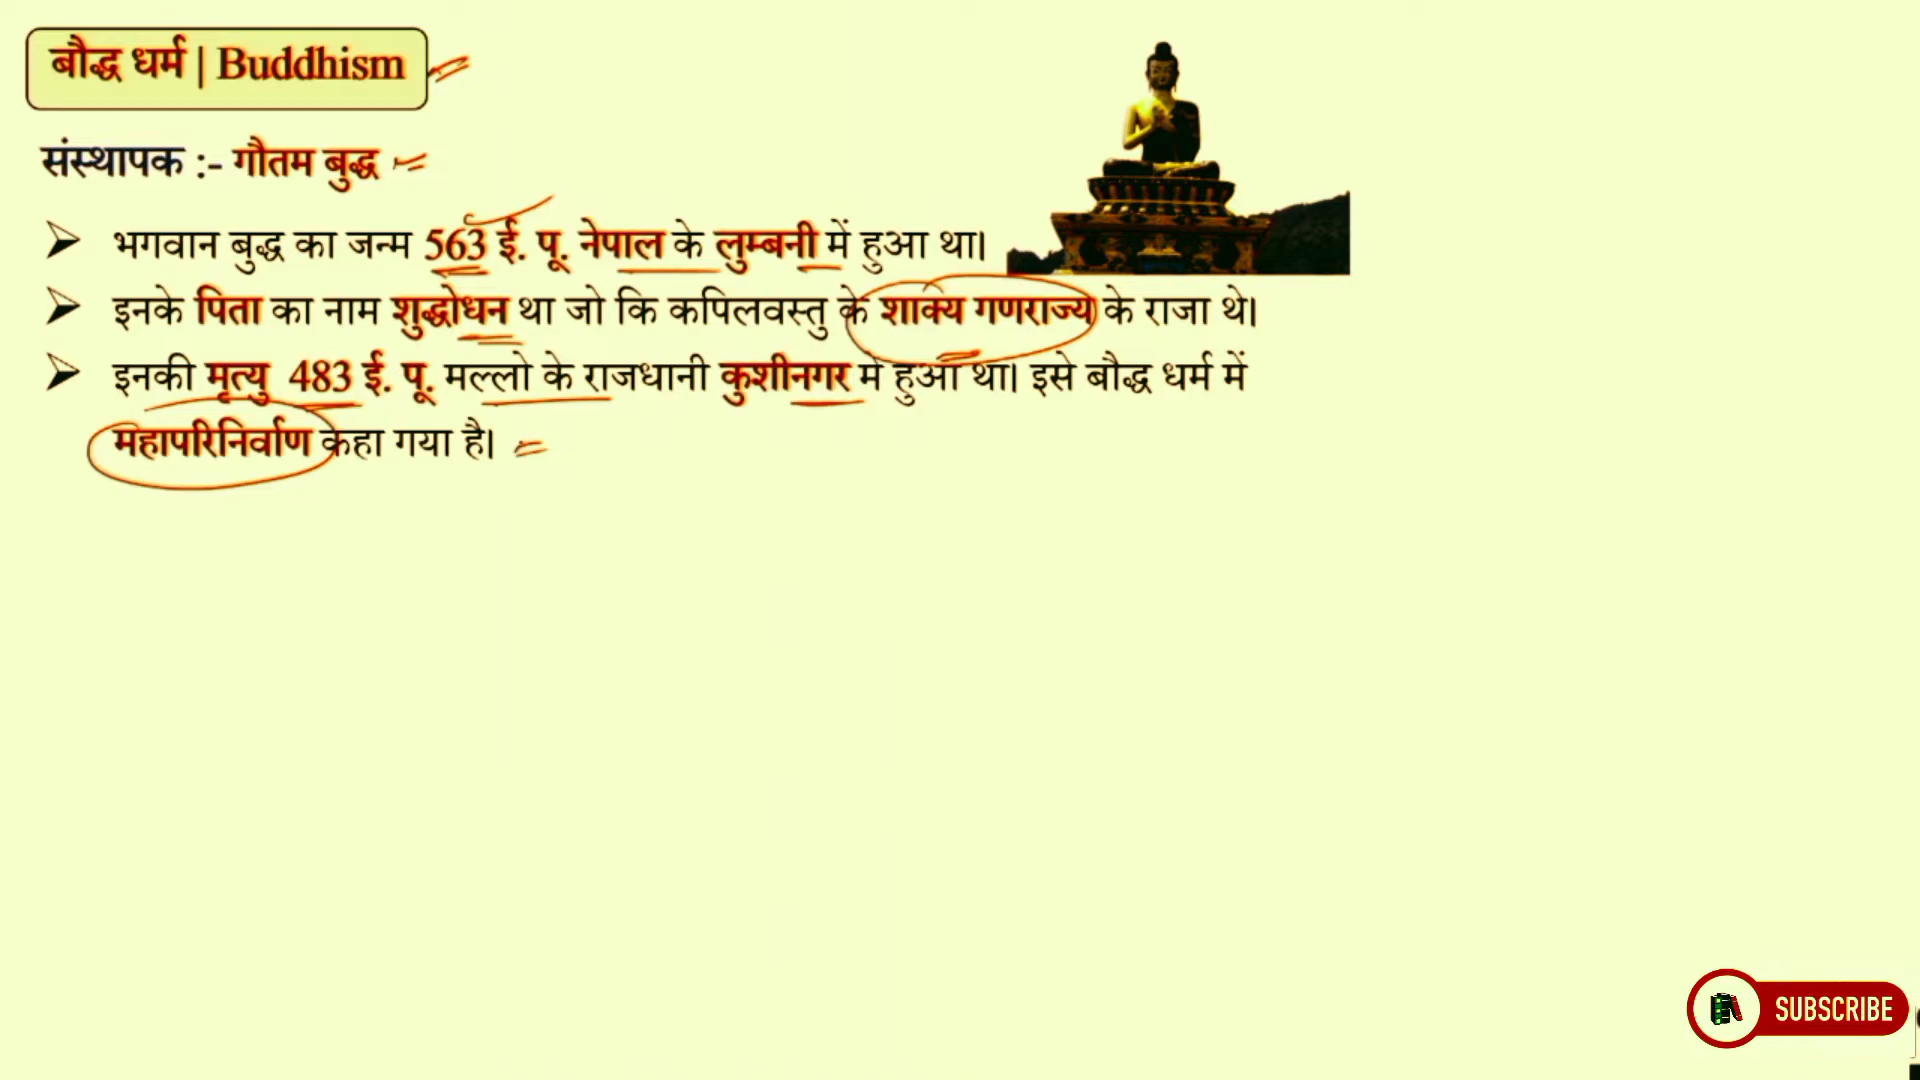 बौद्ध धर्म | Buddhism
संस्थापक :- गौतम बुद्ध
भगवान बुद्ध का जन्म 563 ई. पू. नेपाल के लुम्बनी में हुआ था।
इनके पिता का नाम शुद्धोधन था जो कि कपिलवस्तु के शाक्य गणराज्य के राजा थे।
इनकी मृत्यु 483 ई. पू. मल्लो के राजधानी कुशीनगर मे हुआ था। इसे बौद्ध धर्म में
महापरिनिर्वाण कहा गया है।
SUBSCRIBE